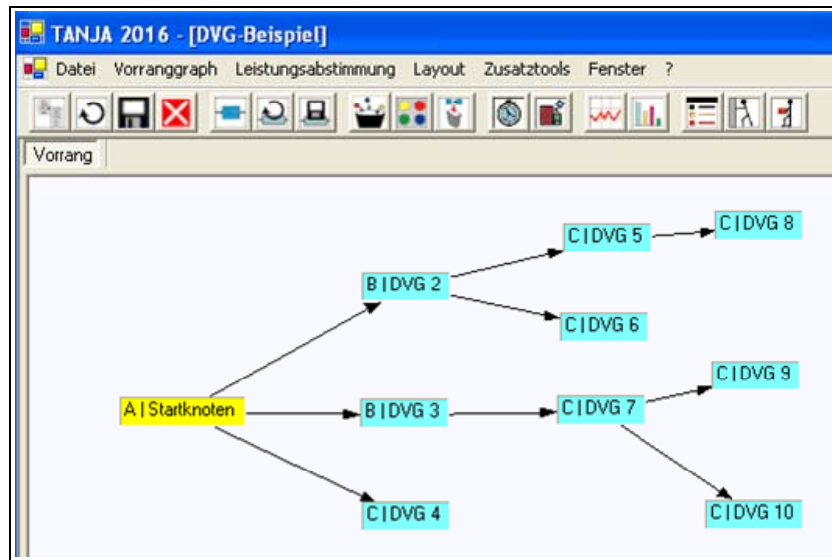 TANJA 2016 - [DVG-Beispiel]
Datei Vorranggraph Leistungsabstimmung Layout Zusatztools Fenster ?
Vorrang
C | DVG 8
C | DVG 5
B | DVG 2
C | DVG 6
C | DVG 9
A | Startknoten
B | DVG 3
C | DVG 7
C | DVG 4
C | DVG 10